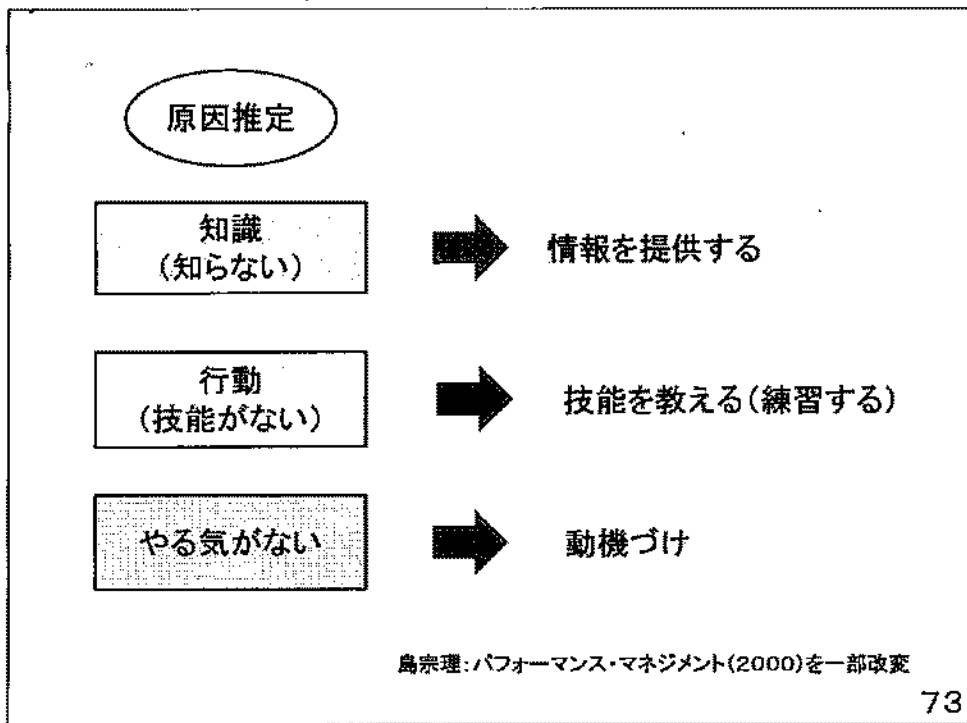 原因推定
知識
(知らない)
情報を提供する
行動
(技能がない)
技能を教える(練習する)
やる気がない
動機づけ
島宗理:パフォーマンス・マネジメント(2000)を一部改変
73